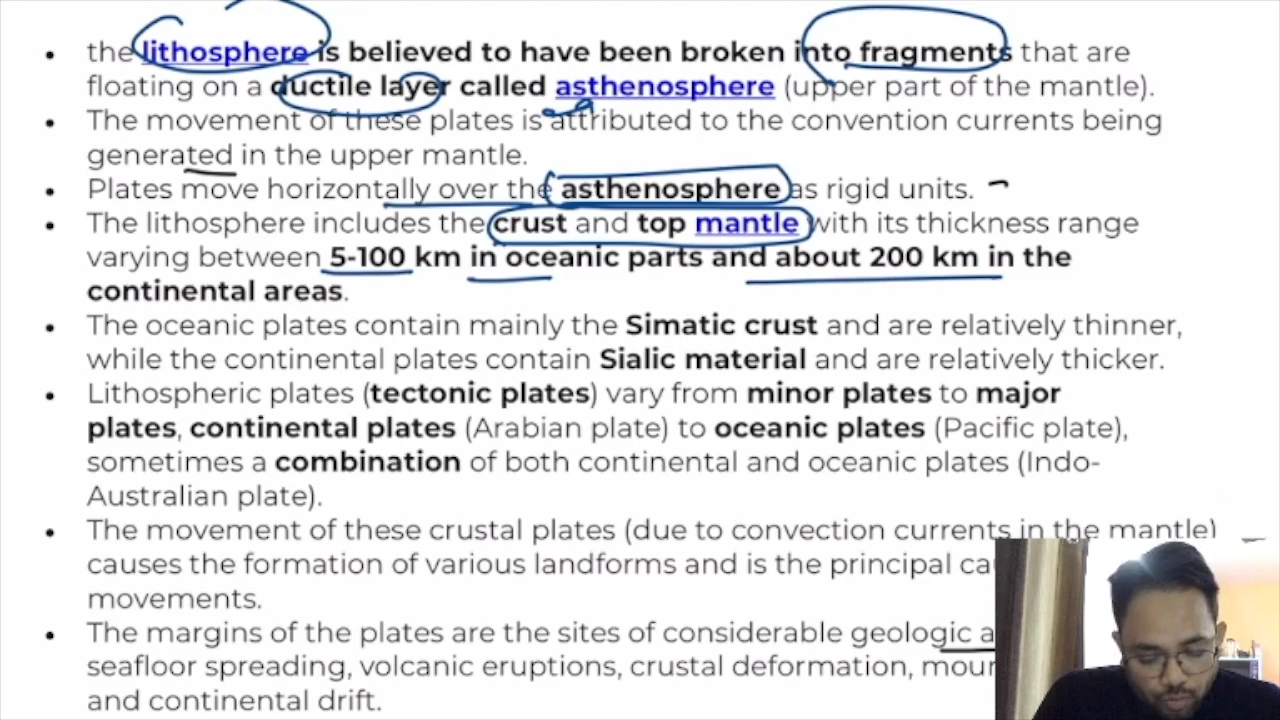 • the lithosphere is believed to have been broken into fragments that are
floating on a ductile layer called asthenosphere (upper part of the mantle).
• The movement of these plates is attributed to the convention currents being
generated in the upper mantle.
• Plates move horizontally over the asthenosphere as rigid units.
• The lithosphere includes the crust and top mantle with its thickness range
varying between 5-100 km in oceanic parts and about 200 km in the
continental areas.
• The oceanic plates contain mainly the Simatic crust and are relatively thinner,
while the continental plates contain Sialic material and are relatively thicker.
• Lithospheric plates (tectonic plates) vary from minor plates to major
plates, continental plates (Arabian plate) to oceanic plates (Pacific plate),
sometimes a combination of both continental and oceanic plates (Indo-
Australian plate).
• The movement of these crustal plates (due to convection currents in the mantle)
causes the formation of various landforms and is the principal
movements.
• The margins of the plates are the sites of considerable geologic
seafloor spreading, volcanic eruptions, crustal deformation,
and continental drift.